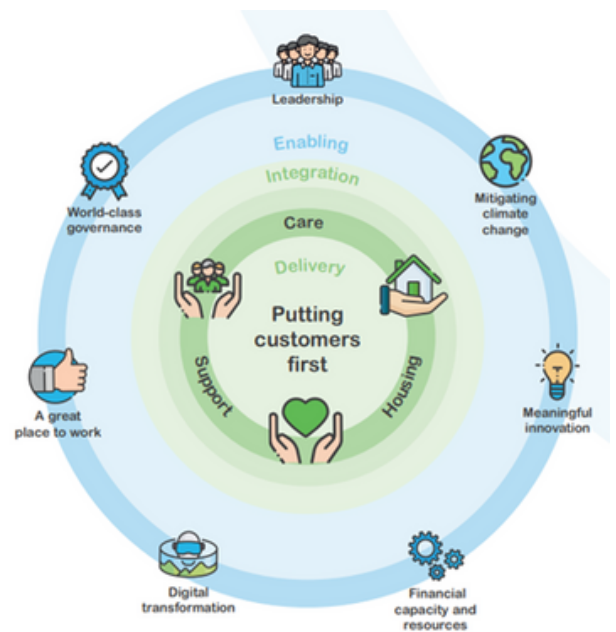 Leadership
Enabling
Integration
World-class
governance
Mitigating
climate
change
Care
Delivery
Putting
customers
first
Support
Housing
A great
place to work
Meaningful
innovation
Digital
transformation
Financial
capacity and
resources